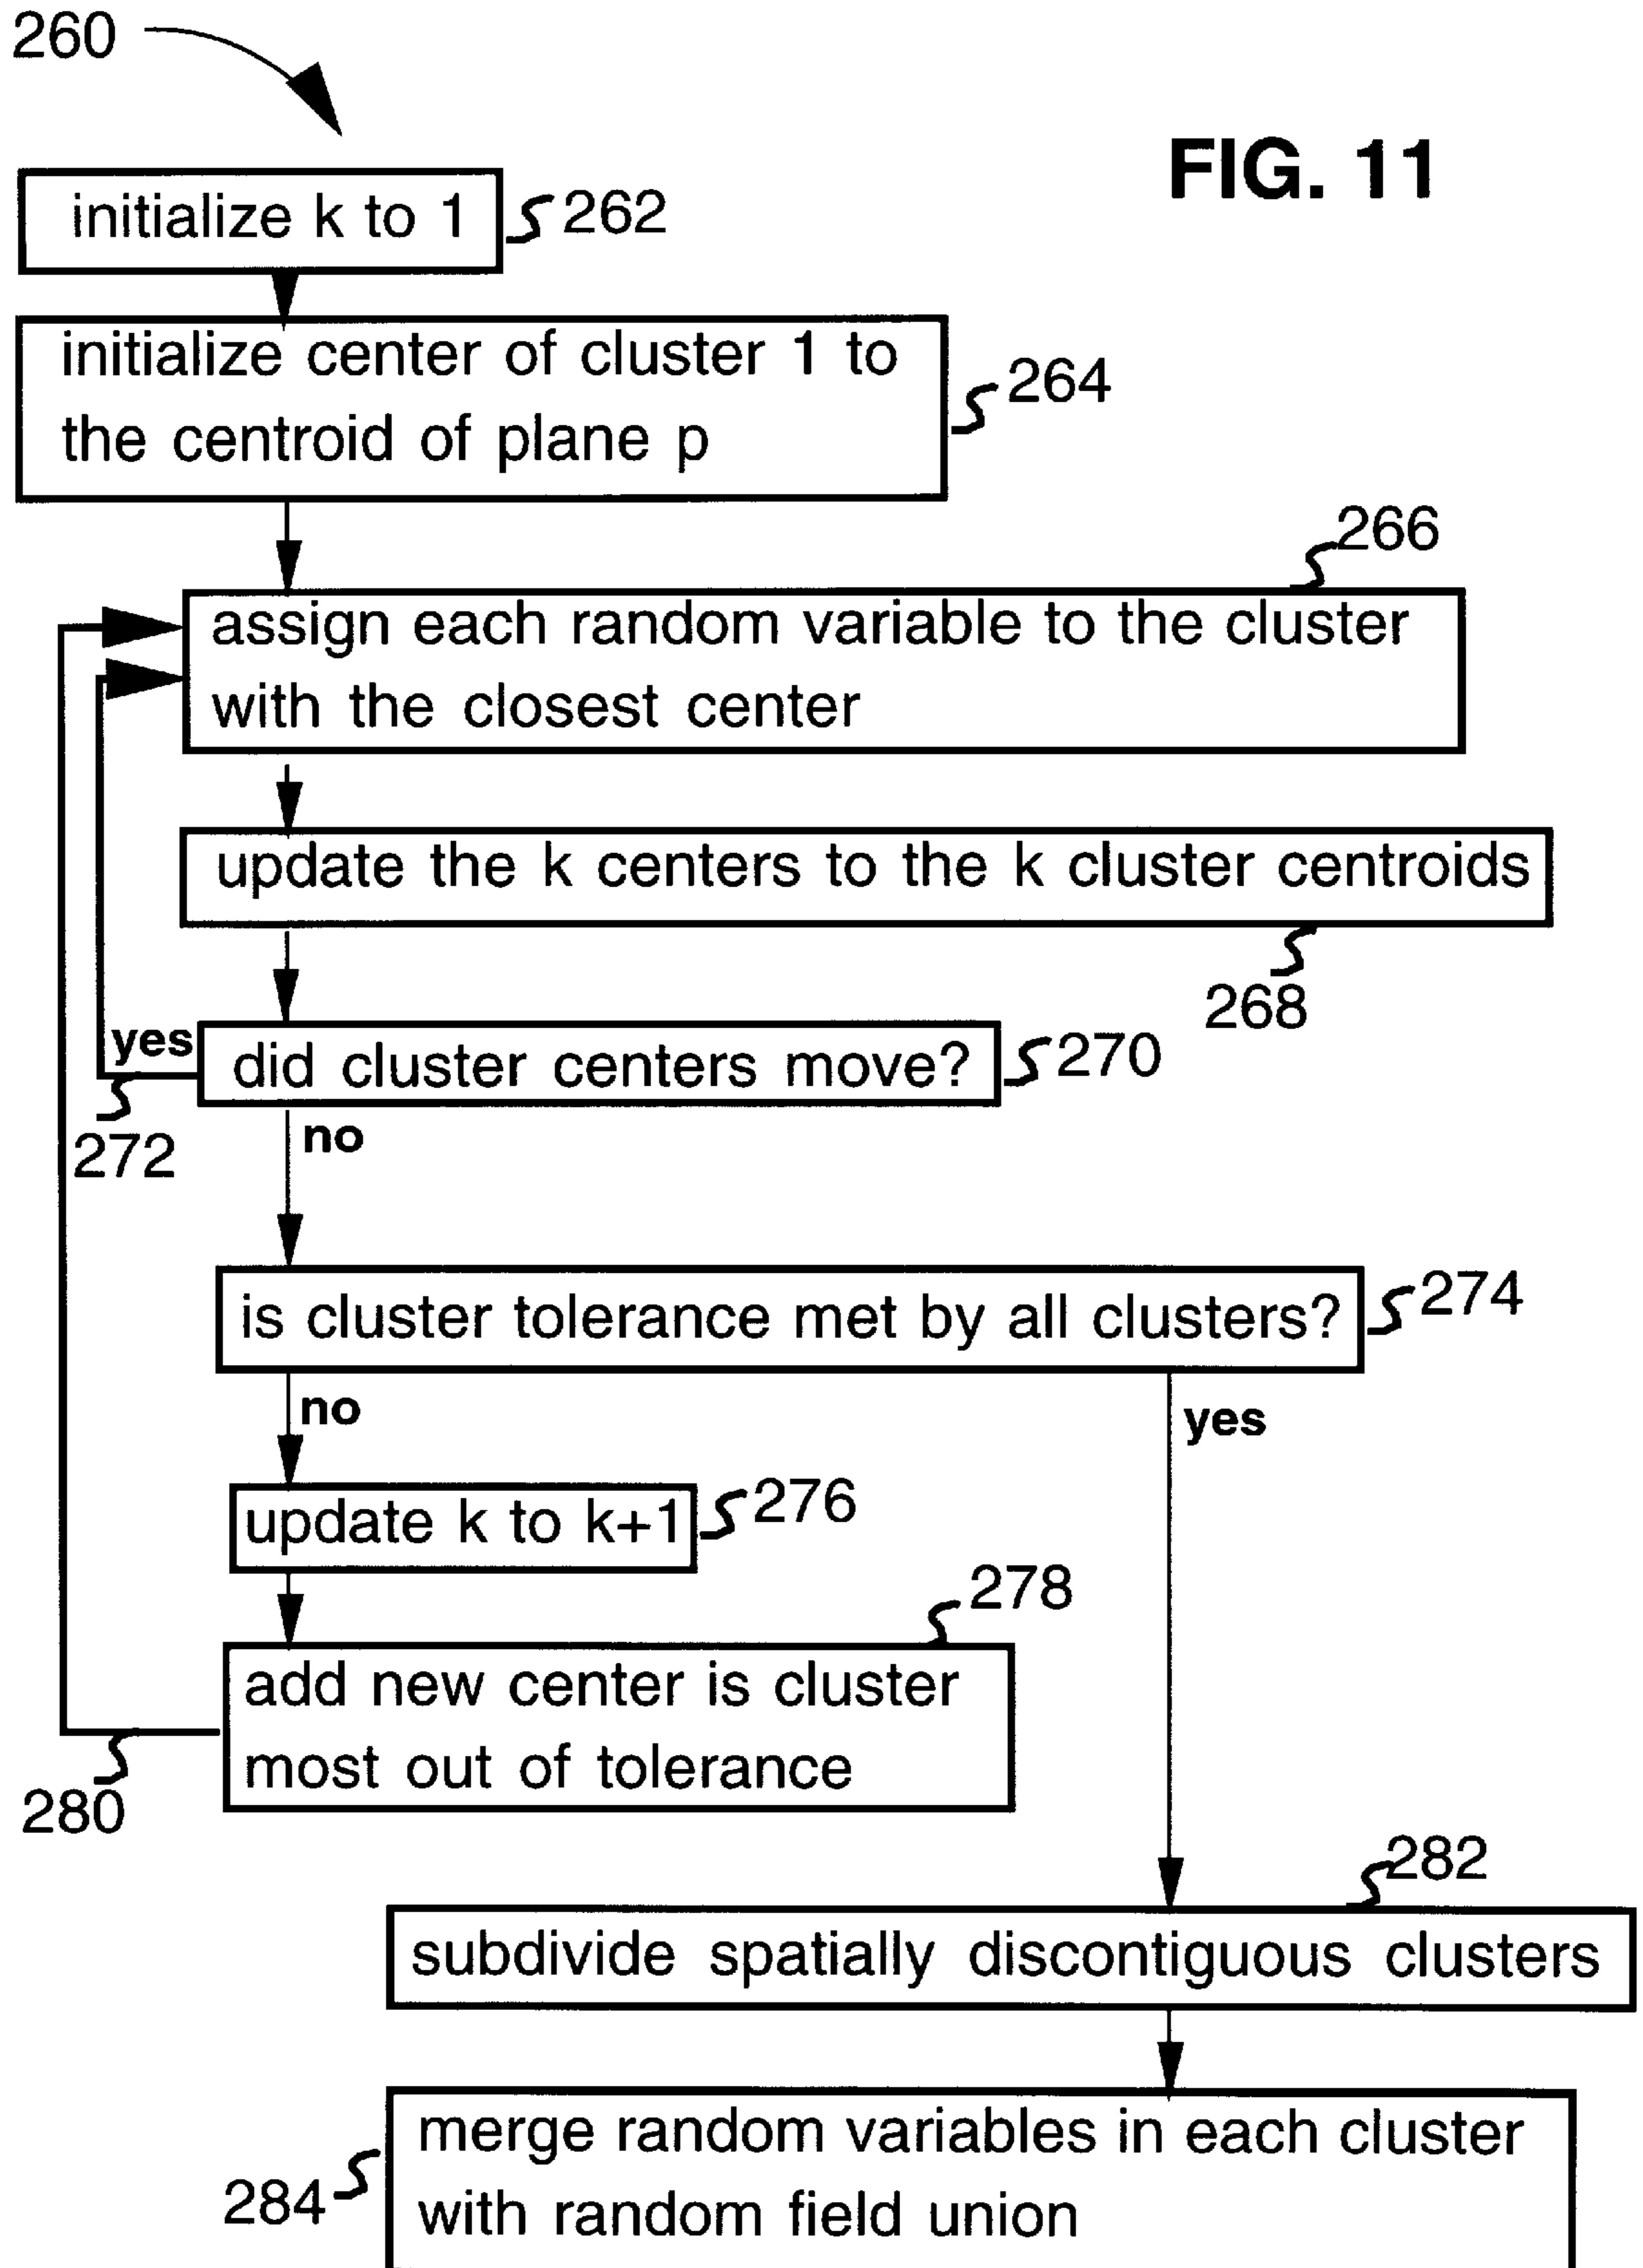 260
FIG. 11
initialize k to 1
262
initialize center of cluster 1 to
the centroid of plane p
264
266
assign each random variable to the cluster
with the closest center
update the k centers to the k cluster centroids
268
yes
did cluster centers move?
270
272
no
is cluster tolerance met by all clusters?
274
no
yes
update k to k+1
276
278
add new center is cluster
most out of tolerance
280
282
subdivide spatially discontiguous clusters
merge random variables in each cluster
with random field union
284